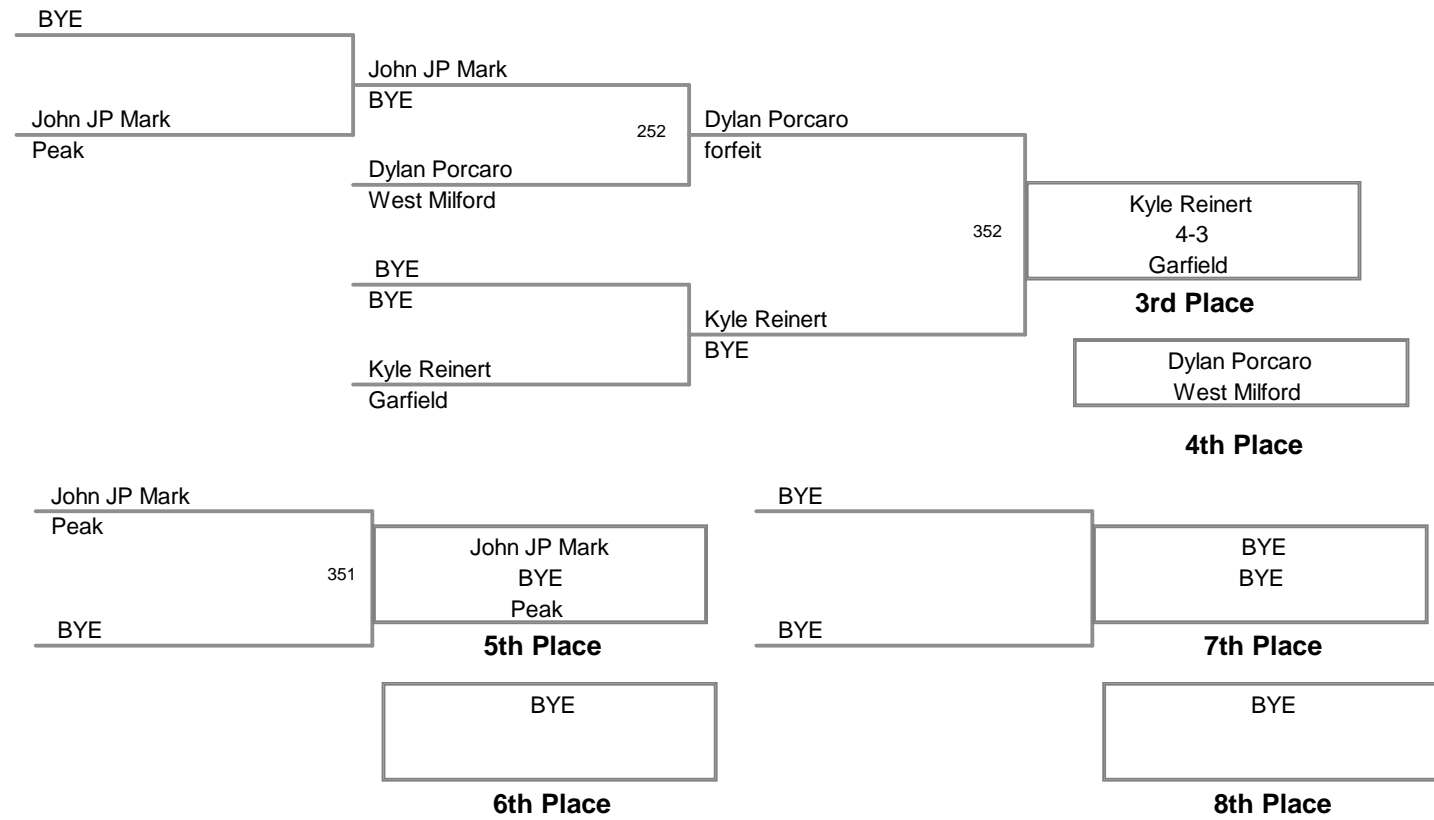 BYE
John JP Mark
BYE
John JP Mark
Peak
252
Dylan Porcaro
forfeit
Dylan Porcaro
West Milford
352
Kyle Reinert
4-3
Garfield
3rd Place
BYE
BYE
Kyle Reinert
BYE
Kyle Reinert
Garfield
Dylan Porcaro
West Milford
4th Place
John JP Mark
Peak
351
John JP Mark
BYE
Peak
BYE
5th Place
BYE
6th Place
BYE
BYE
BYE
BYE
7th Place
BYE
8th Place